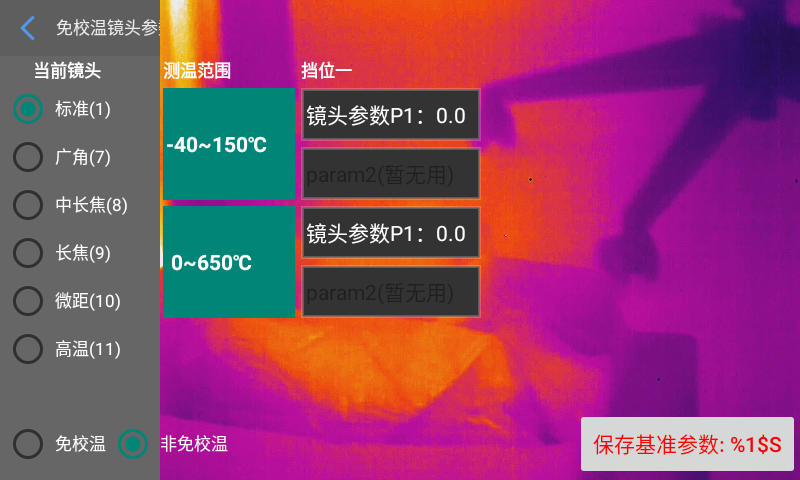 免校温镜头参
当前镜头
测温范围
挡位一
标准(1)
广角(7)
中长焦(8)
长焦(9)
微距(10)
高温(11)
-40~150℃
镜头参数P1：0.0
param2(暂无用)
0~650℃
镜头参数P1：0.0
param2(暂无用)
免校温
非免校温
保存基准参数: %1$S